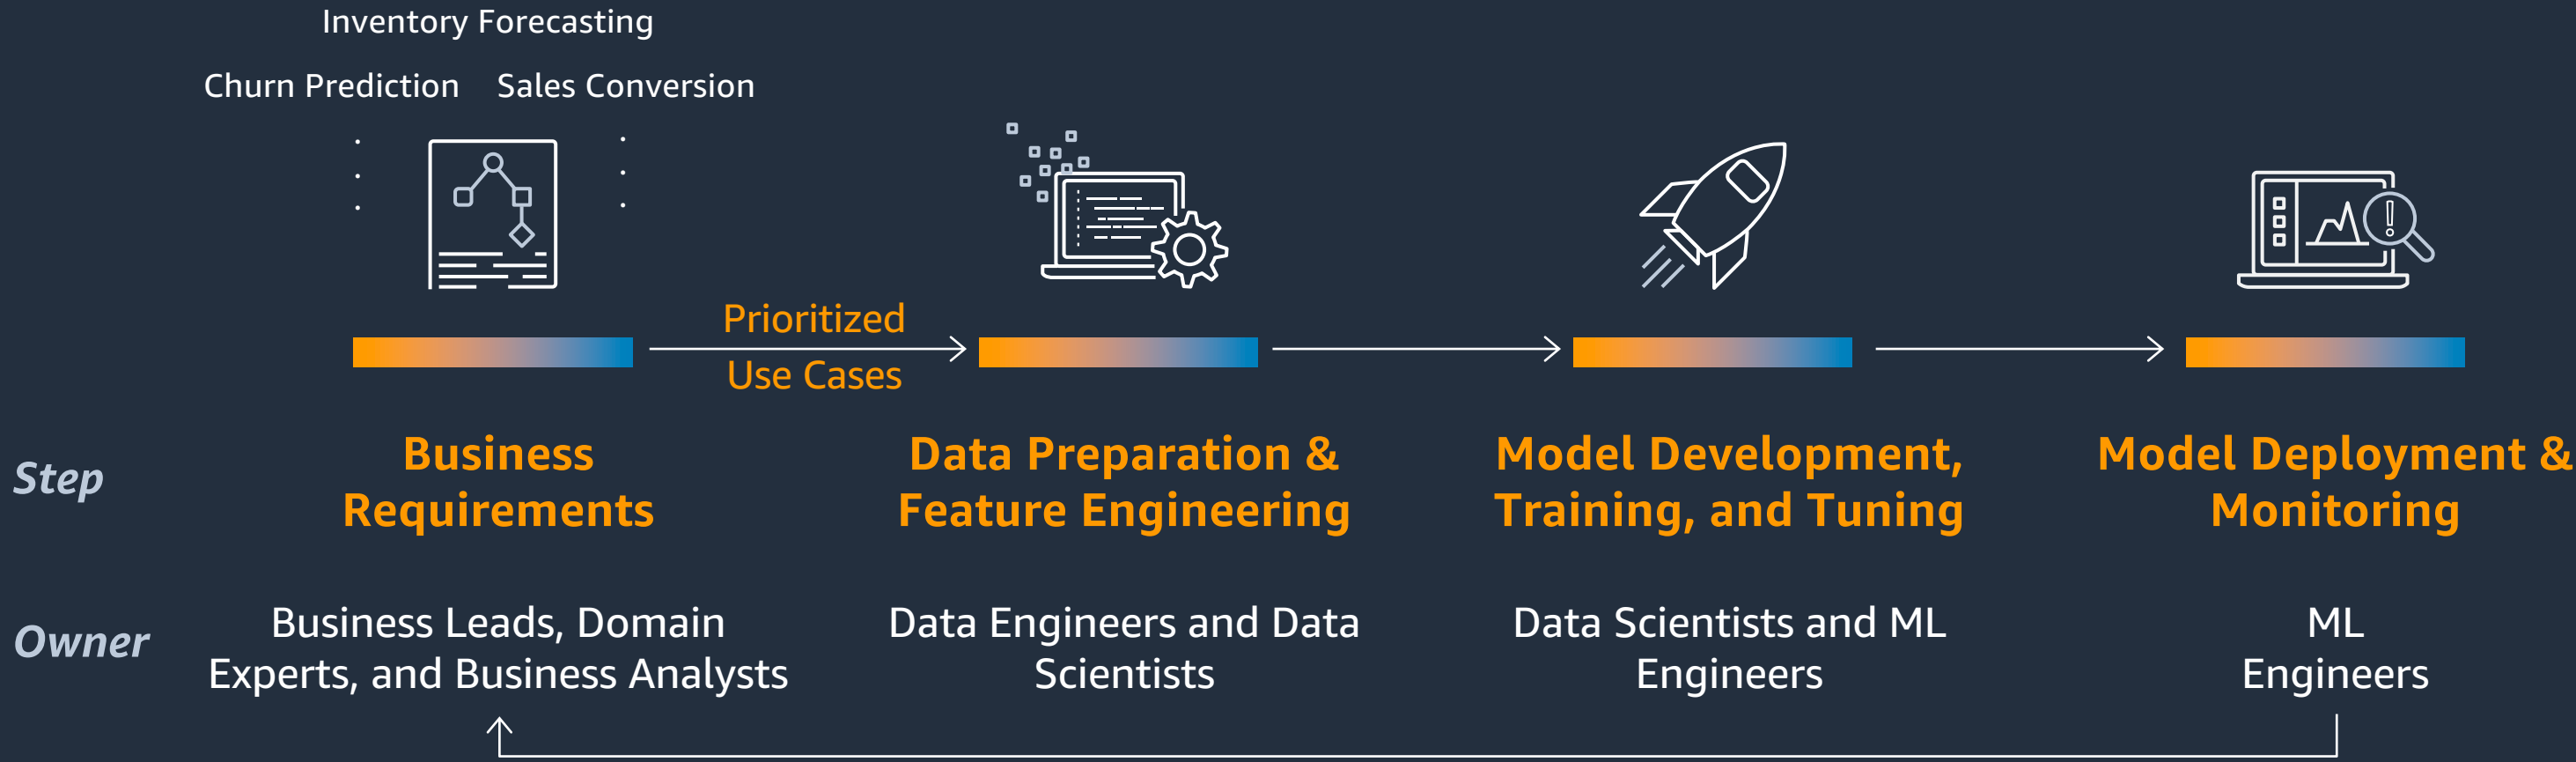 Inventory Forecasting
Churn Prediction
Sales Conversion
Prioritized
Use Cases
Step
Business
Requirements
Data Preparation &
Feature Engineering
Model Development,
Training, and Tuning
Model Deployment &
Monitoring
Owner
Business Leads, Domain
Experts, and Business Analysts
Data Engineers and Data
Scientists
Data Scientists and ML
Engineers
ML
Engineers